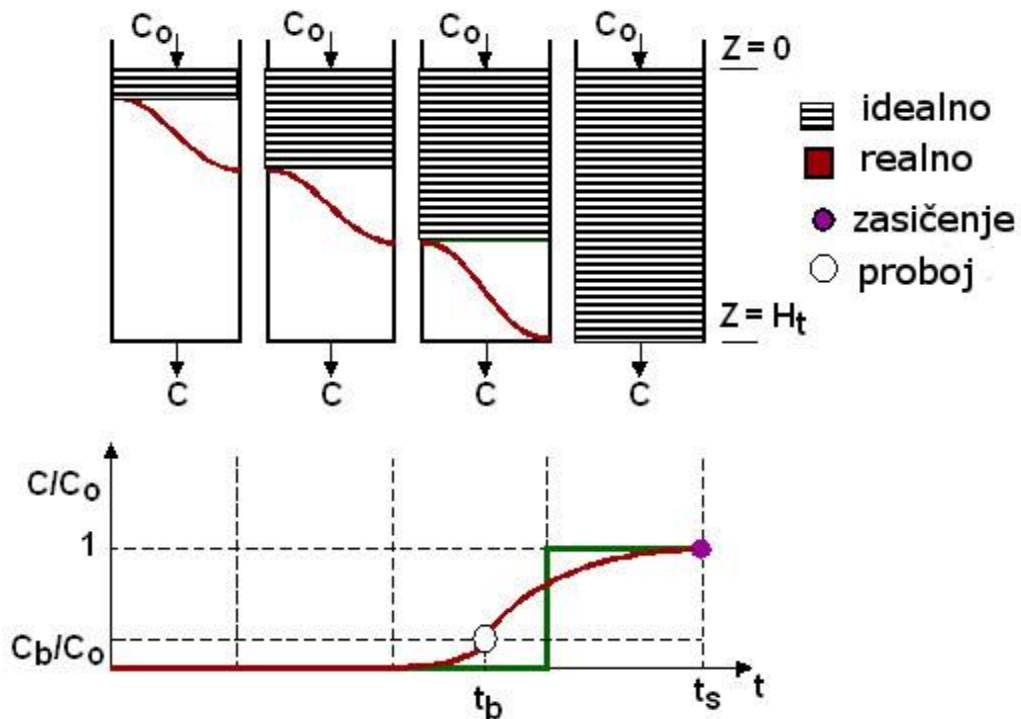 Co Co Co Co Z = 0
idealno
realno
zasičenje
proboj
Z = Ht
C C C C
C/Co
1
Cb/Co
tb ts t